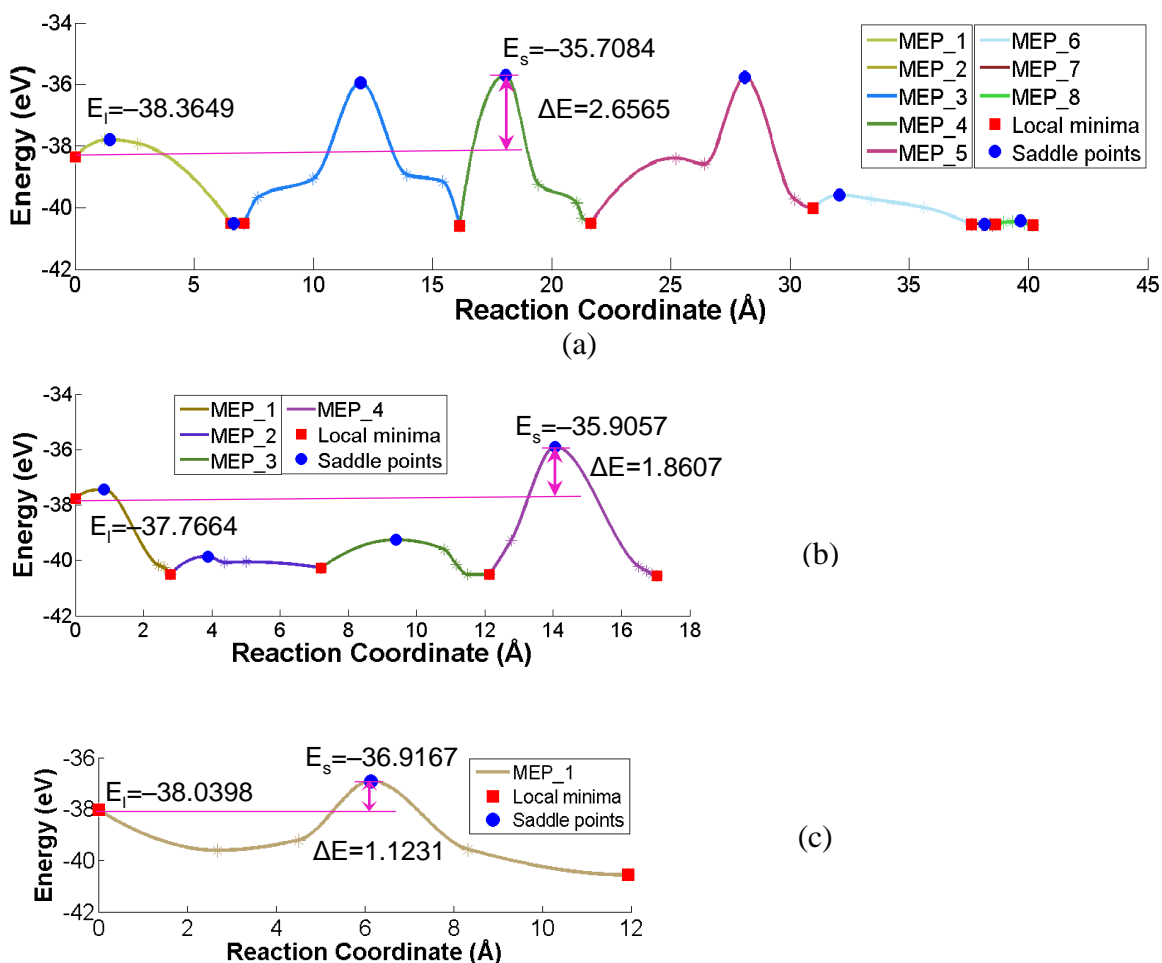 -34
-36
-38
-40
-42
Energy (eV)
E_l=–38.3649
E_s=–35.7084
ΔE=2.6565
MEP_1
MEP_2
MEP_3
MEP_4
MEP_5
MEP_6
MEP_7
MEP_8
Local minima
Saddle points
0 5 10 15 20 25 30 35 40 45
Reaction Coordinate (Å)
(a)
-34
-36
-38
-40
-42
Energy (eV)
MEP_1
MEP_2
MEP_3
MEP_4
Local minima
Saddle points
E_s=–35.9057
ΔE=1.8607
E_l=–37.7664
0 2 4 6 8 10 12 14 16 18
Reaction Coordinate (Å)
(b)
-36
-38
-40
-42
Energy (eV)
E_l=–38.0398
E_s=–36.9167
ΔE=1.1231
MEP_1
Local minima
Saddle points
0 2 4 6 8 10 12
Reaction Coordinate (Å)
(c)